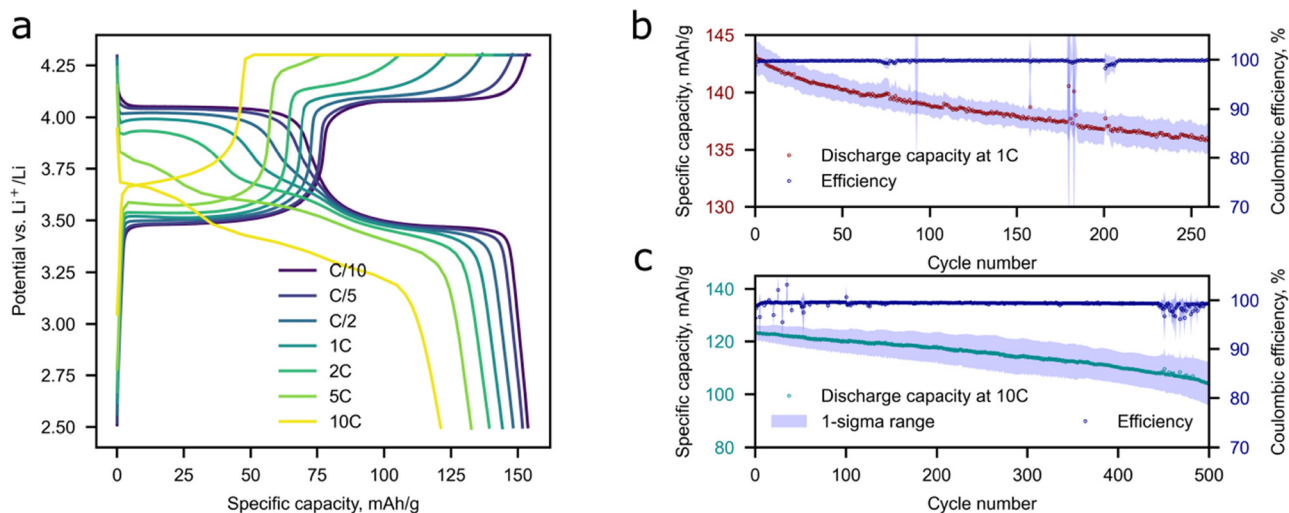 a
Potential vs. Li⁺/Li
4.25
4.00
3.75
3.50
3.25
3.00
2.75
2.50
C/10
C/5
C/2
1C
2C
5C
10C
0 25 50 75 100 125 150
Specific capacity, mAh/g
b
Specific capacity, mAh/g
145
140
135
130
Discharge capacity at 1C
Efficiency
100
90
80
70
Coulombic efficiency, %
0 50 100 150 200 250
Cycle number
c
Specific capacity, mAh/g
140
120
100
80
Discharge capacity at 10C
1-sigma range
Efficiency
100
90
80
70
Coulombic efficiency, %
0 100 200 300 400 500
Cycle number